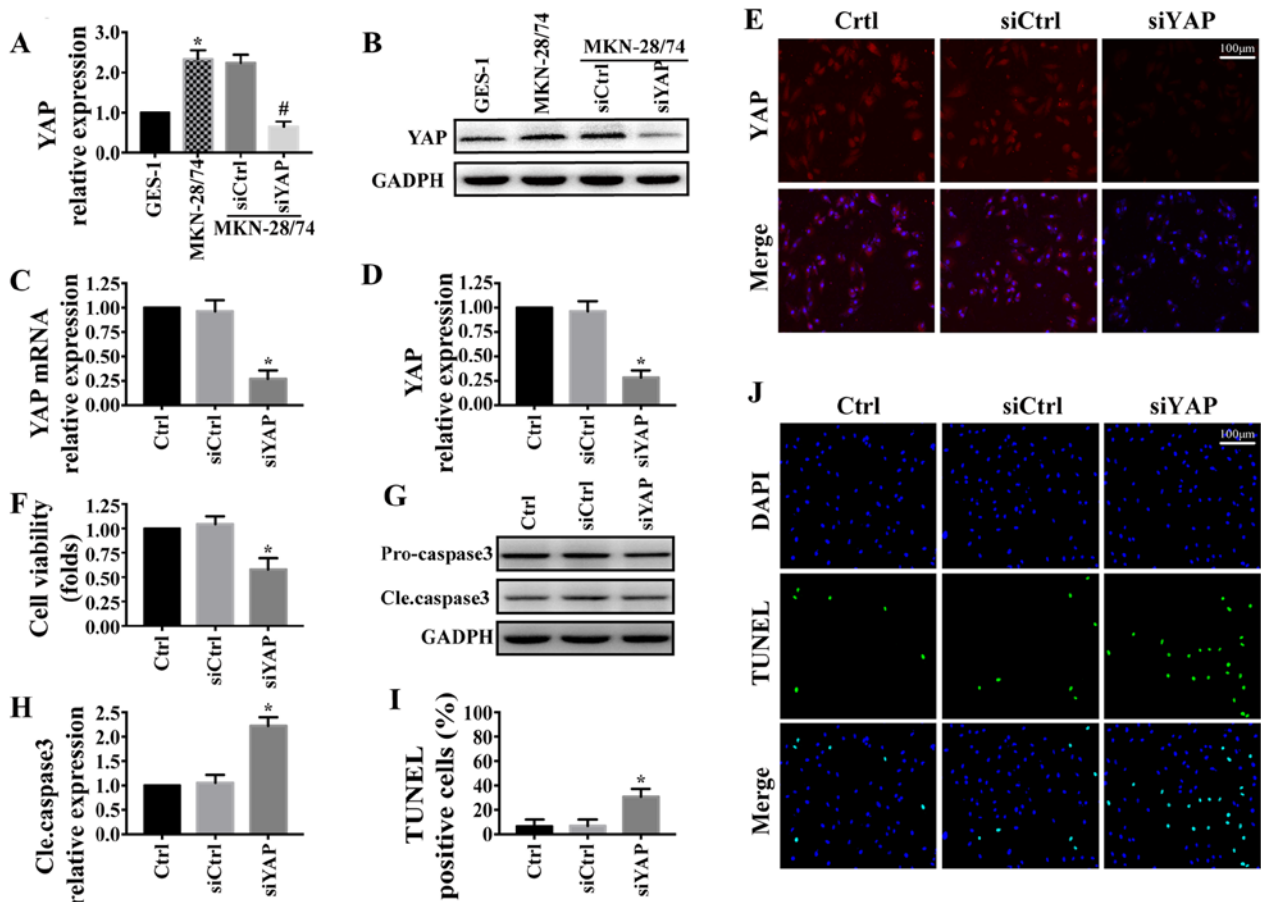 A
YAP
relative expression
3.0
2.0
1.0
0.0
*
#
GES-1
MKN-28/74
siCtrl
siYAP
MKN-28/74
B
GES-1
MKN-28/74
MKN-28/74
siCtrl
siYAP
YAP
GADPH
C
YAP mRNA
relative expression
1.25
1.00
0.75
0.50
0.25
0.00
*
Ctrl
siCtrl
siYAP
D
YAP
relative expression
1.25
1.00
0.75
0.50
0.25
0.00
*
Ctrl
siCtrl
siYAP
E
Crtl
siCtrl
siYAP
100μm
YAP
Merge
F
Cell viability
(folds)
1.25
1.00
0.75
0.50
0.25
0.00
*
Ctrl
siCtrl
siYAP
G
Ctrl
siCtrl
siYAP
Pro-caspase3
Cle.caspase3
GADPH
H
Cle.caspase3
relative expression
2.5
2.0
1.5
1.0
0.5
0.0
*
Ctrl
siCtrl
siYAP
I
TUNEL
positive cells (%)
100
80
60
40
20
0
*
Ctrl
siCtrl
siYAP
J
Ctrl
siCtrl
siYAP
100μm
DAPI
TUNEL
Merge